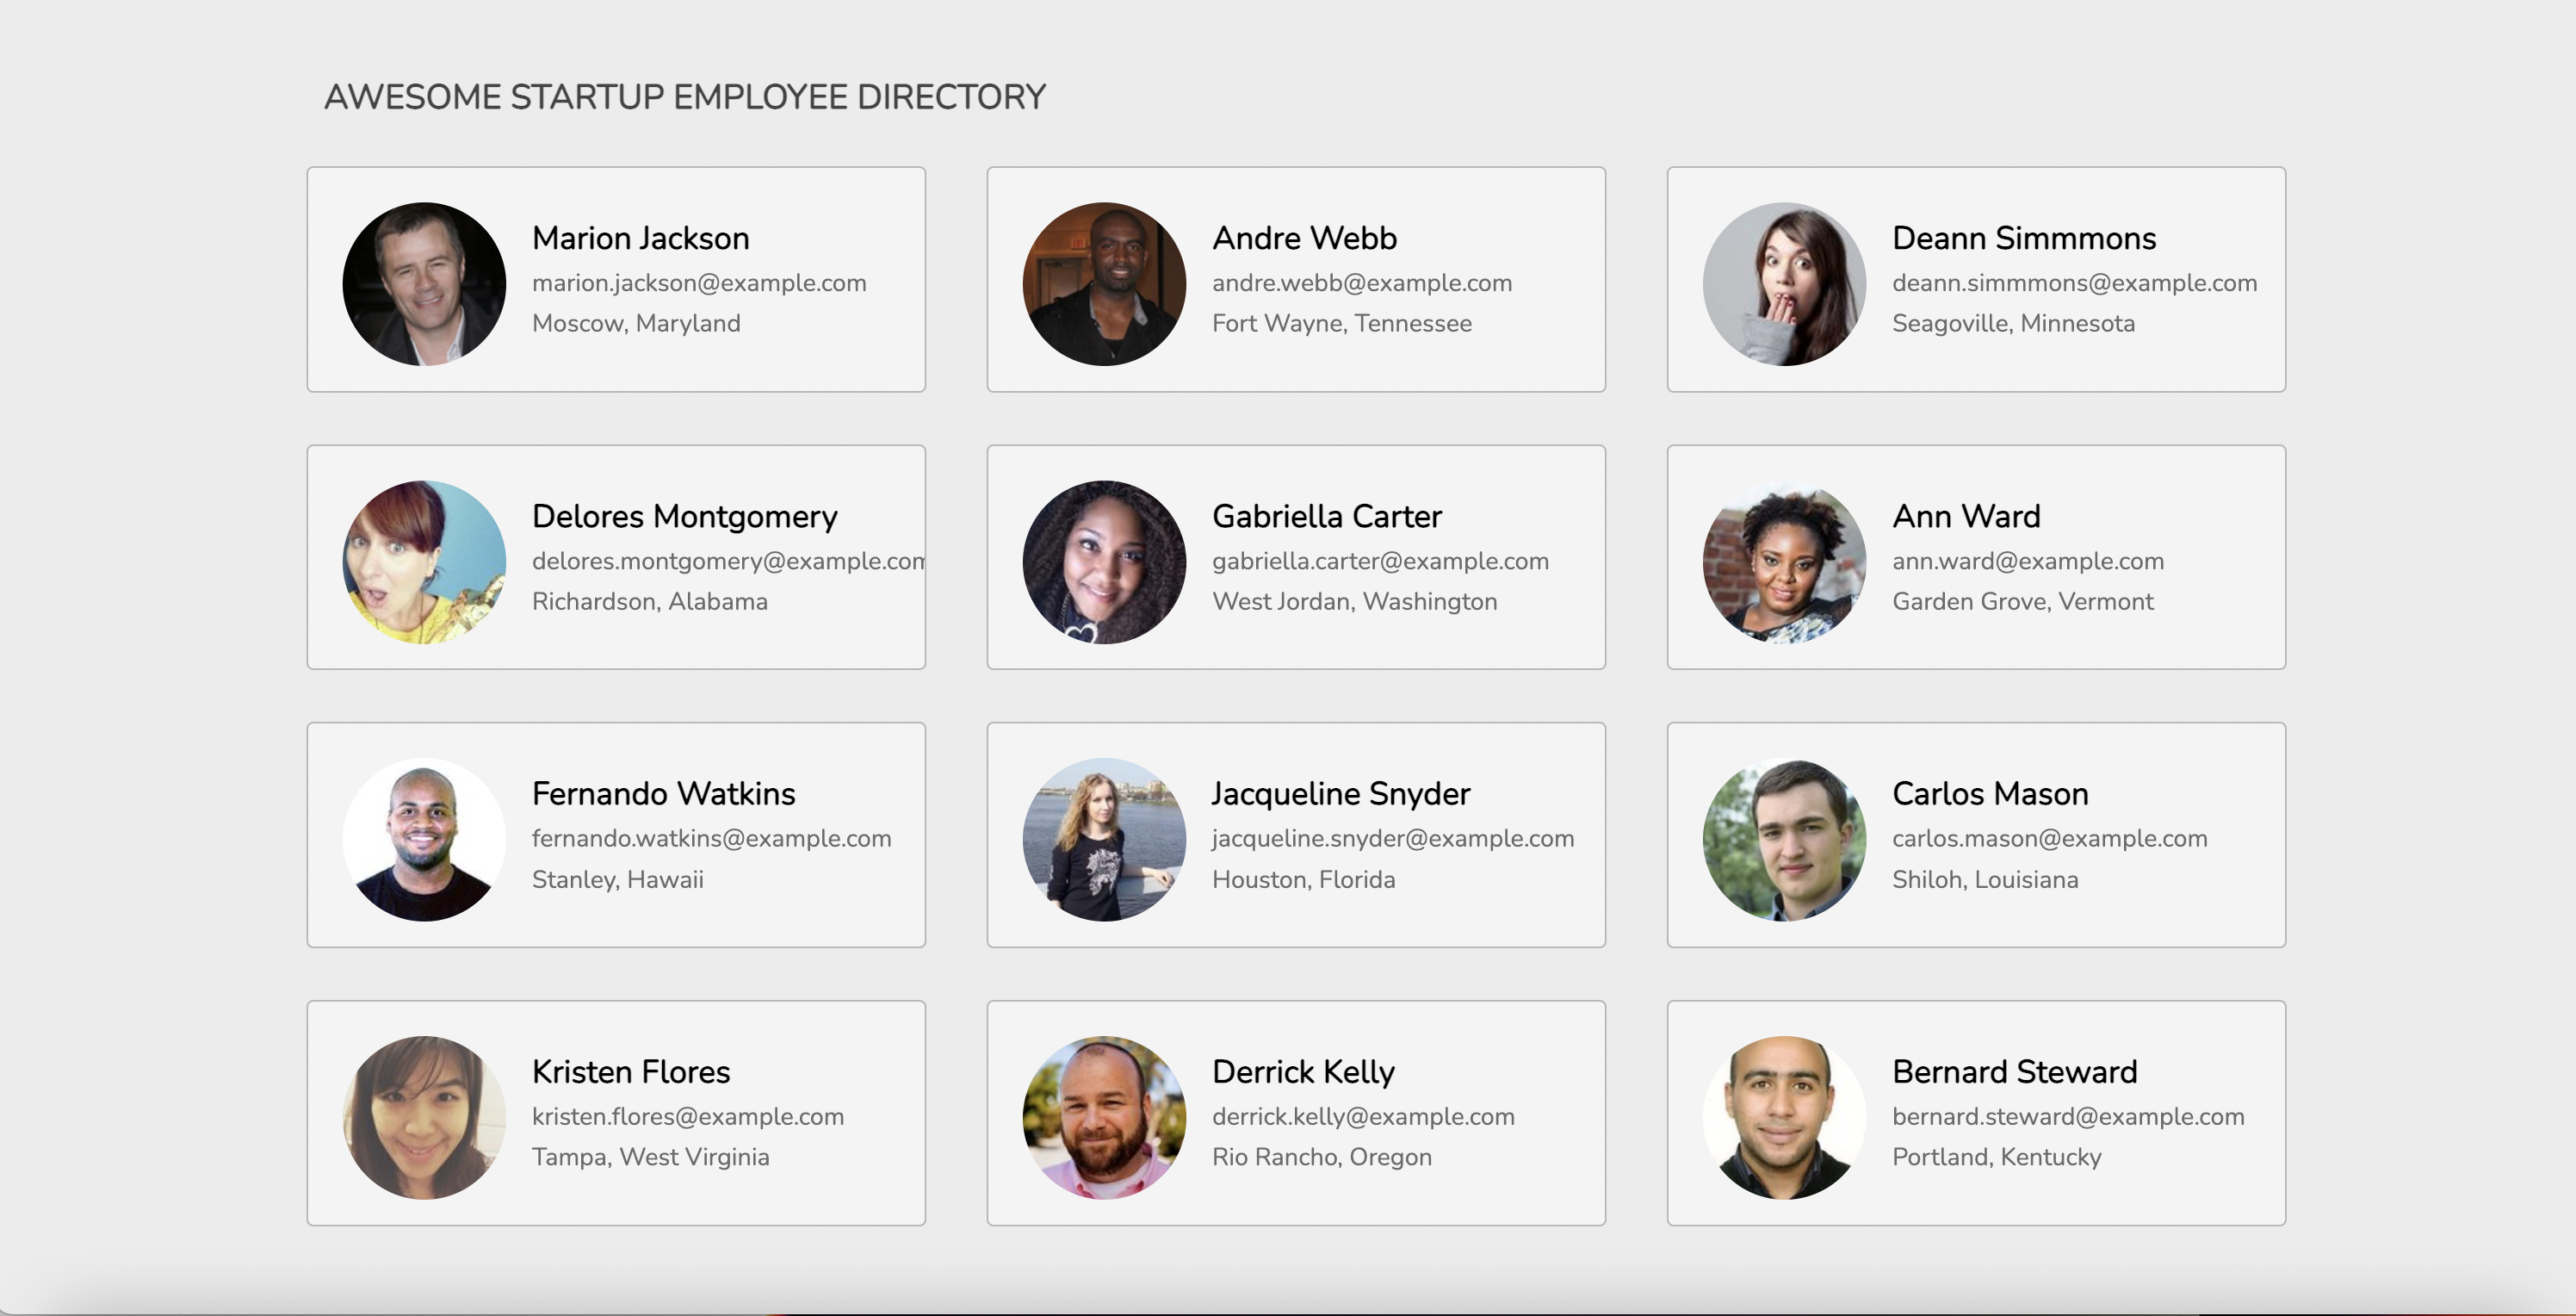 AWESOME STARTUP EMPLOYEE DIRECTORY
Marion Jackson
marion.jackson@example.com
Moscow, Maryland
Andre Webb
andre.webb@example.com
Fort Wayne, Tennessee
Deann Simmmons
deann.simmmons@example.com
Seagoville, Minnesota
Delores Montgomery
delores.montgomery@example.com
Richardson, Alabama
Gabriella Carter
gabriella.carter@example.com
West Jordan, Washington
Ann Ward
ann.ward@example.com
Garden Grove, Vermont
Fernando Watkins
fernando.watkins@example.com
Stanley, Hawaii
Jacqueline Snyder
jacqueline.snyder@example.com
Houston, Florida
Carlos Mason
carlos.mason@example.com
Shiloh, Louisiana
Kristen Flores
kristen.flores@example.com
Tampa, West Virginia
Derrick Kelly
derrick.kelly@example.com
Rio Rancho, Oregon
Bernard Steward
bernard.steward@example.com
Portland, Kentucky